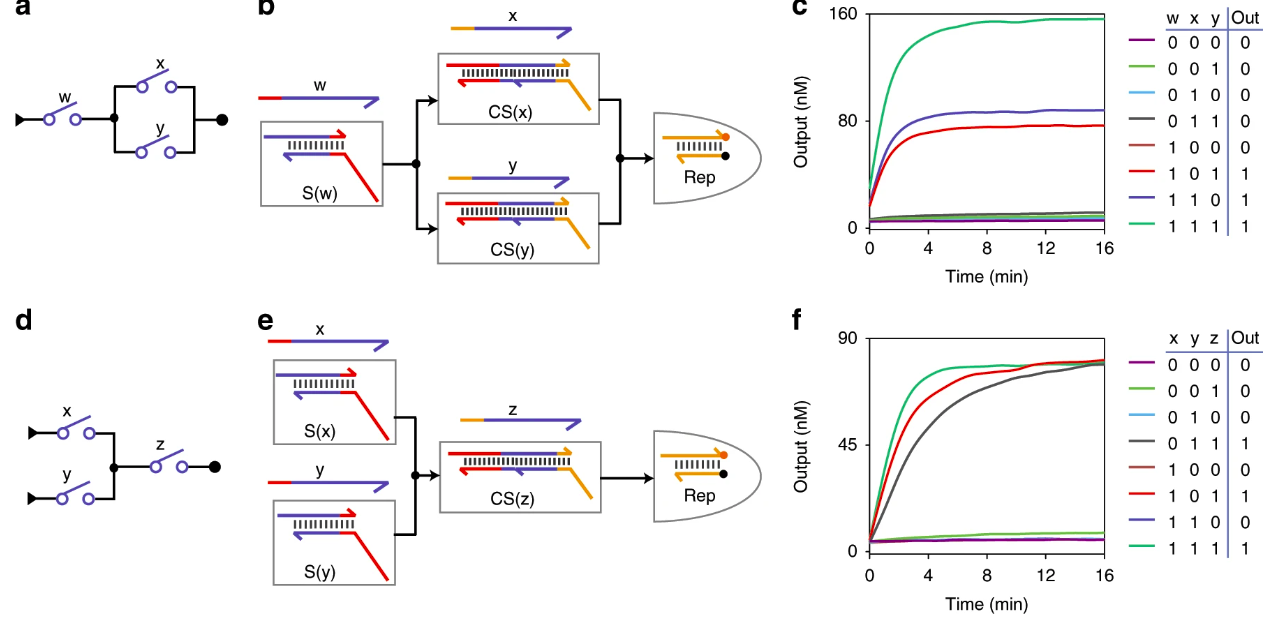 a
w
x
y
b
w
S(w)
x
CS(x)
y
CS(y)
Rep
c
Output (nM)
160
80
0
0 4 8 12 16
Time (min)
w x y Out
0 0 0 0
0 0 1 0
0 1 0 0
0 1 1 0
1 0 0 0
1 0 1 1
1 1 0 1
1 1 1 1
d
x
y
z
e
x
S(x)
y
S(y)
z
CS(z)
Rep
f
Output (nM)
90
45
0
0 4 8 12 16
Time (min)
x y z Out
0 0 0 0
0 0 1 0
0 1 0 0
0 1 1 1
1 0 0 0
1 0 1 1
1 1 0 0
1 1 1 1